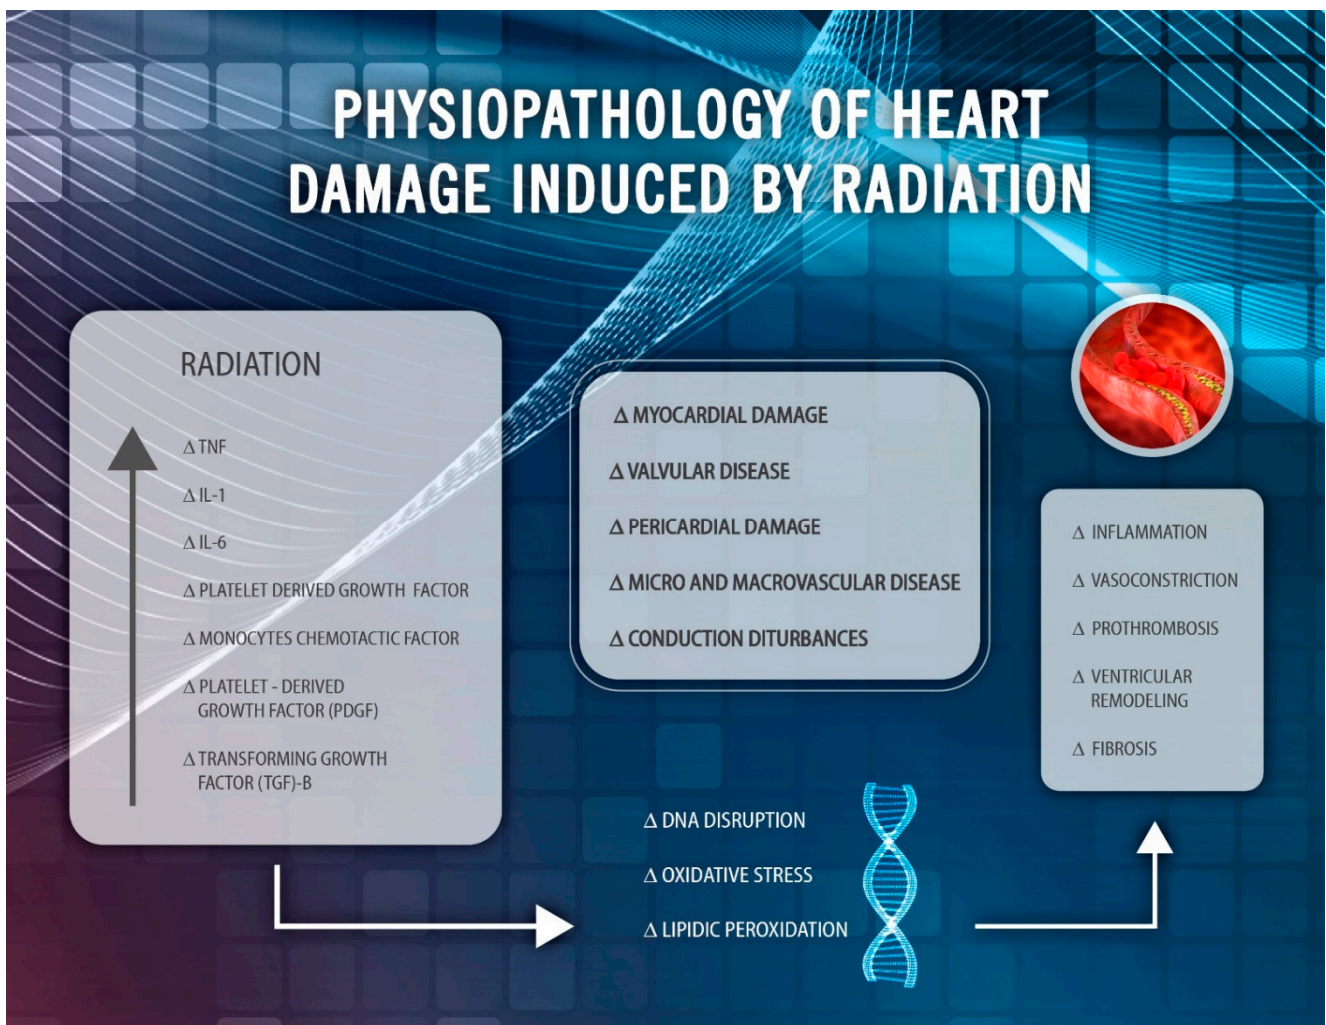 PHYSIOPATHOLOGY OF HEART
DAMAGE INDUCED BY RADIATION
RADIATION
Δ TNF
Δ IL-1
Δ IL-6
Δ PLATELET DERIVED GROWTH FACTOR
Δ MONOCYTES CHEMOTACTIC FACTOR
Δ PLATELET - DERIVED
GROWTH FACTOR (PDGF)
Δ TRANSFORMING GROWTH
FACTOR (TGF)-B
Δ MYOCARDIAL DAMAGE
Δ VALVULAR DISEASE
Δ PERICARDIAL DAMAGE
Δ MICRO AND MACROVASCULAR DISEASE
Δ CONDUCTION DITURBANCES
Δ DNA DISRUPTION
Δ OXIDATIVE STRESS
Δ LIPIDIC PEROXIDATION
Δ INFLAMMATION
Δ VASOCONSTRICTION
Δ PROTHROMBOSIS
Δ VENTRICULAR
REMODELING
Δ FIBROSIS